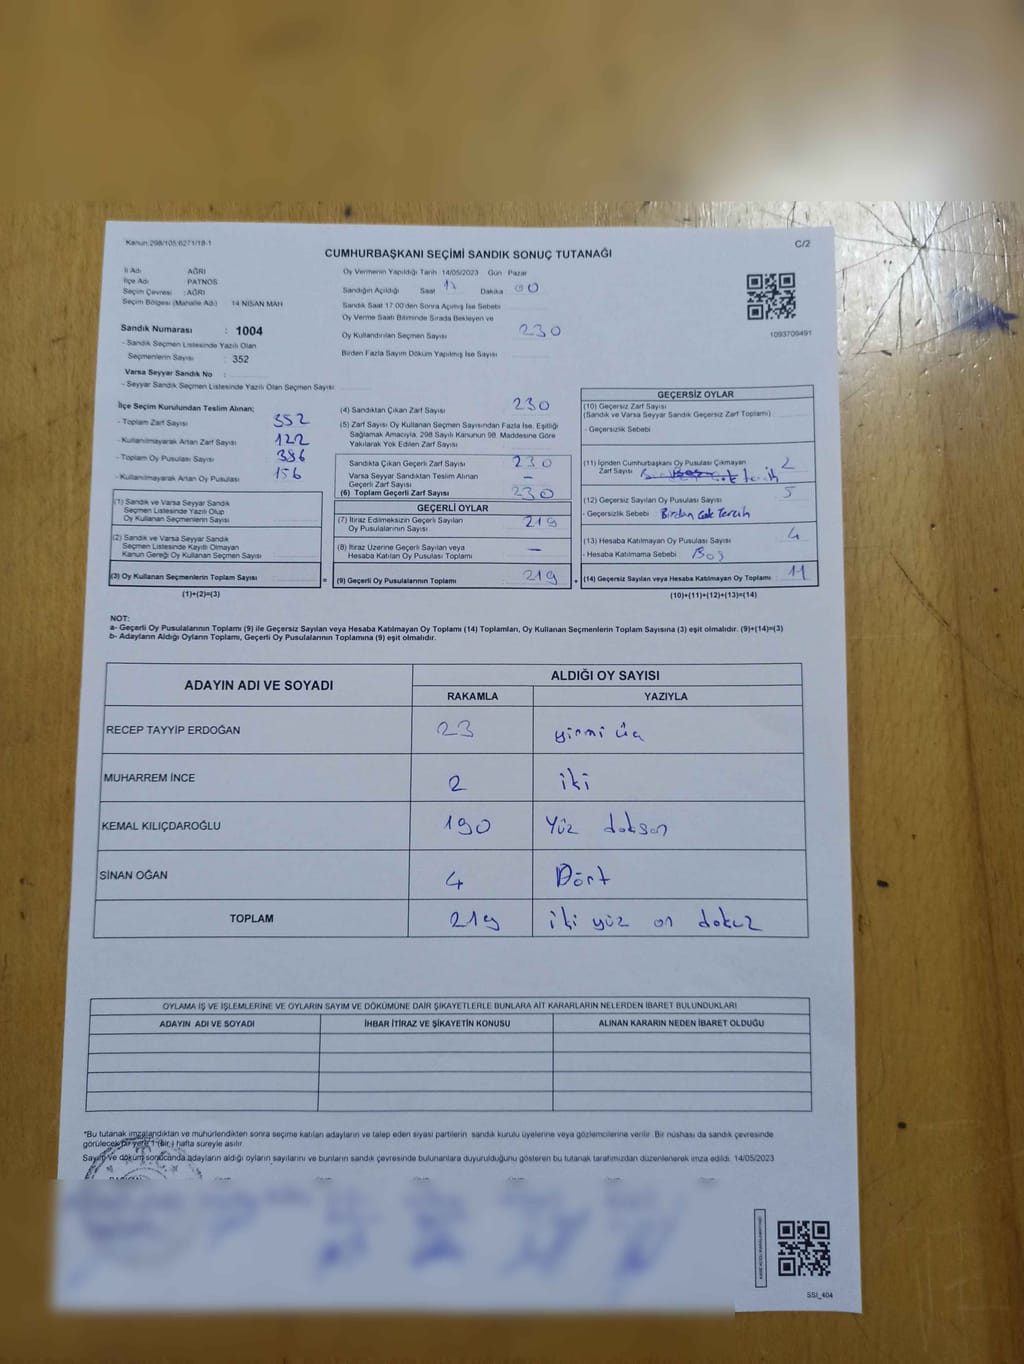 Kanun 298/105 6271/18-1
C/2
CUMHURBAŞKANI SEÇİMİ SANDIK SONUÇ TUTANAĞI
İl Adı AĞRI
İlçe Adı PATNOS
Seçim Çevresi : AĞRI
Seçim Bölgesi (Mahalle Adı) 14 NİSAN MAH
Sandık Numarası : 1004
- Sandık Seçmen Listesinde Yazılı Olan
Seçmenlerin Sayısı : 352
Varsa Seyyar Sandık No :
- Seyyar Sandık Seçmen Listesinde Yazılı Olan Seçmen Sayısı
Oy Vermenin Yapıldığı Tarih 14/05/2023 Gün Pazar
Sandığın Açıldığı Saat Dakika 00
Sandık Saat 17:00'den Sonra Açılmış İse Sebebi
Oy Verme Saati Bitiminde Sırada Bekleyen ve
Oy Kullandırılan Seçmen Sayısı 230
Birden Fazla Sayım Döküm Yapılmış İse Sayısı
1093709491
İlçe Seçim Kurulundan Teslim Alınan;
- Toplam Zarf Sayısı 352
- Kullanılmayarak Artan Zarf Sayısı 122
- Toplam Oy Pusulası Sayısı 386
- Kullanılmayarak Artan Oy Pusulası 156
(1) Sandık ve Varsa Seyyar Sandık
Seçmen Listesinde Yazılı Olup
Oy Kullanan Seçmenlerin Sayısı
(2) Sandık ve Varsa Seyyar Sandık
Seçmen Listesinde Kayıtlı Olmayan
Kanun Gereği Oy Kullanan Seçmen Sayısı
(3) Oy Kullanan Seçmenlerin Toplam Sayısı =
(1)+(2)=(3)
(4) Sandıktan Çıkan Zarf Sayısı 230
(5) Zarf Sayısı Oy Kullanan Seçmen Sayısından Fazla İse, Eşitliği
Sağlamak Amacıyla, 298 Sayılı Kanunun 98. Maddesine Göre
Yakılarak Yok Edilen Zarf Sayısı
Sandıkta Çıkan Geçerli Zarf Sayısı 230
Varsa Seyyar Sandıktan Teslim Alınan
Geçerli Zarf Sayısı —
(6) Toplam Geçerli Zarf Sayısı 230
GEÇERLİ OYLAR
(7) İtiraz Edilmeksizin Geçerli Sayılan
Oy Pusulalarının Sayısı 219
(8) İtiraz Üzerine Geçerli Sayılan veya
Hesaba Katılan Oy Pusulası Toplamı —
(9) Geçerli Oy Pusulalarının Toplamı 219 +
GEÇERSİZ OYLAR
(10) Geçersiz Zarf Sayısı
(Sandık ve Varsa Seyyar Sandık Geçersiz Zarf Toplamı)
- Geçersizlik Sebebi
(11) İçinden Cumhurbaşkanı Oy Pusulası Çıkmayan
Zarf Sayısı 2
(12) Geçersiz Sayılan Oy Pusulası Sayısı 5
- Geçersizlik Sebebi : Birden Çok Tercih
(13) Hesaba Katılmayan Oy Pusulası Sayısı 4
- Hesaba Katılmama Sebebi : Boş
(14) Geçersiz Sayılan veya Hesaba Katılmayan Oy Toplamı 11
(10)+(11)+(12)+(13)=(14)
NOT:
a- Geçerli Oy Pusulalarının Toplamı (9) ile Geçersiz Sayılan veya Hesaba Katılmayan Oy Toplamı (14) Toplamları, Oy Kullanan Seçmenlerin Toplam Sayısına (3) eşit olmalıdır. (9)+(14)=(3)
b- Adayların Aldığı Oyların Toplamı, Geçerli Oy Pusulalarının Toplamına (9) eşit olmalıdır.
ADAYIN ADI VE SOYADI ALDIĞI OY SAYISI
RAKAMLA YAZIYLA
RECEP TAYYİP ERDOĞAN 23 yirmi üç
MUHARREM İNCE 2 iki
KEMAL KILIÇDAROĞLU 190 Yüz doksan
SİNAN OĞAN 4 Dört
TOPLAM 219 iki yüz on dokuz
OYLAMA İŞ VE İŞLEMLERİNE VE OYLARIN SAYIM VE DÖKÜMÜNE DAİR ŞİKAYETLERLE BUNLARA AİT KARARLARIN NELERDEN İBARET BULUNDUKLARI
ADAYIN ADI VE SOYADI İHBAR İTİRAZ VE ŞİKAYETİN KONUSU ALINAN KARARIN NEDEN İBARET OLDUĞU
*Bu tutanak imzalandıktan ve mühürlendikten sonra seçime katılan adayların ve talep eden siyasi partilerin sandık kurulu üyelerine veya gözlemcilerine verilir. Bir nüshası da sandık çevresinde
görülecek bir yere 1 (bir) hafta süreyle asılır.
Sayım ve döküm sonucunda adayların aldığı oyların sayılarını ve bunların sandık çevresinde bulunanlara duyurulduğunu gösteren bu tutanak tarafımızdan düzenlenerek imza edildi. 14/05/2023
SSI_404